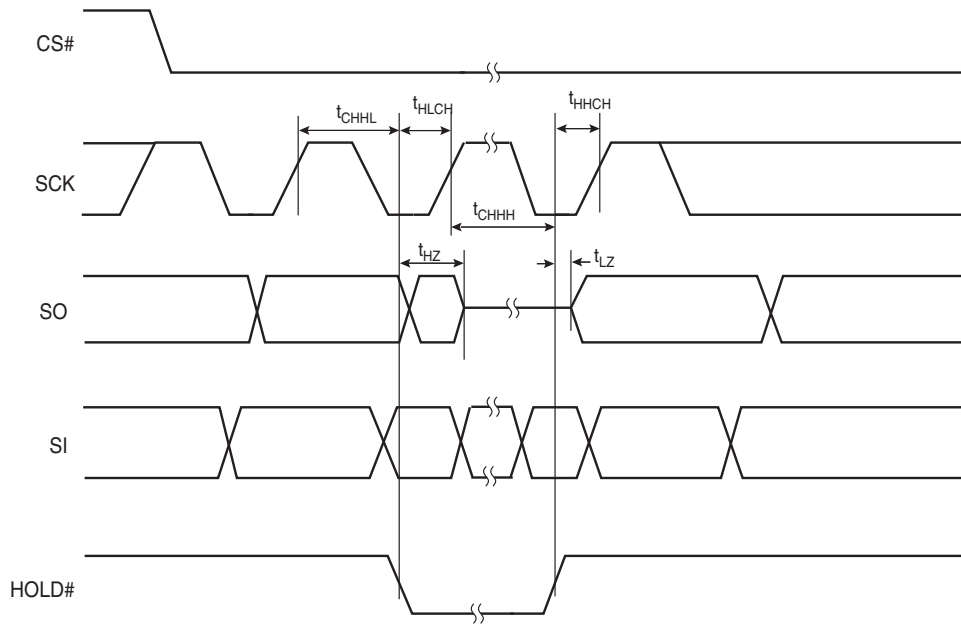 CS#
tCHHL
tHLCH
tHHCH
SCK
tCHHH
tHZ
tLZ
SO
SI
HOLD#